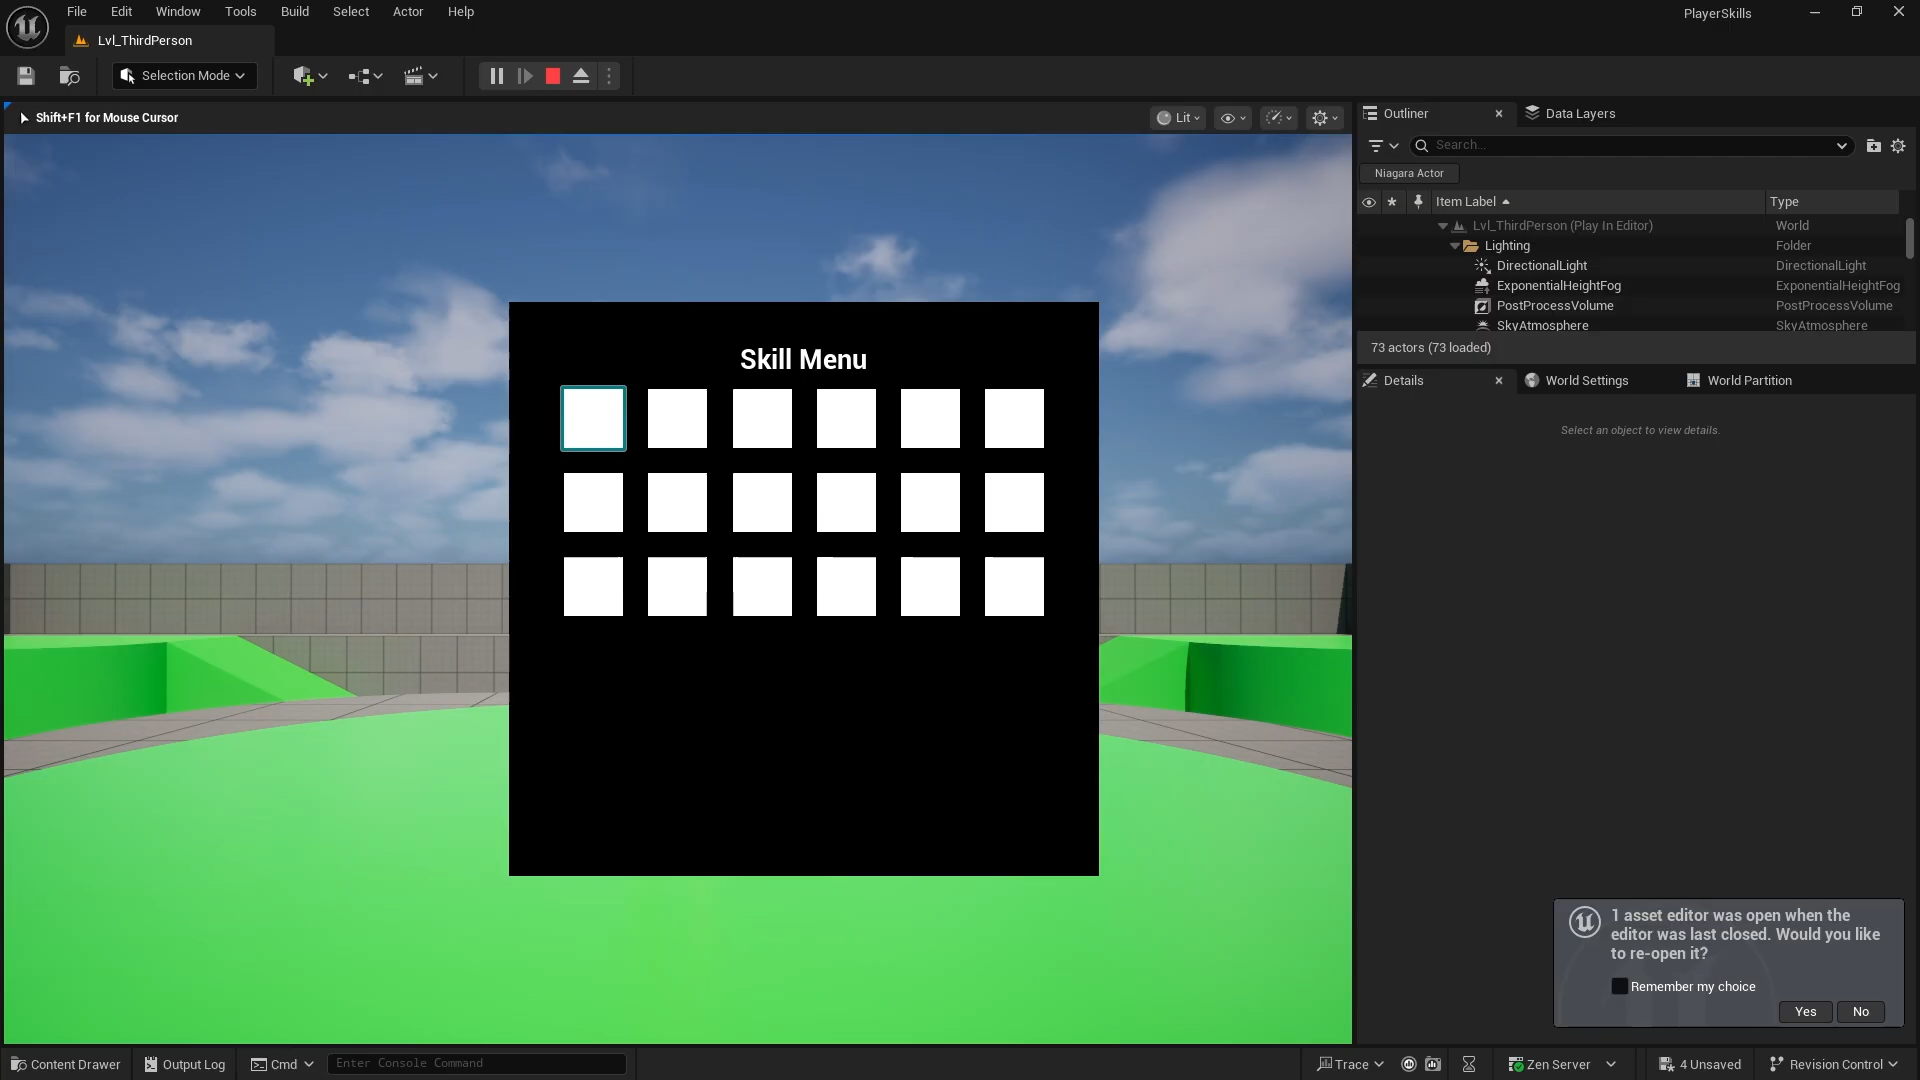 File Edit Window Tools Build Select Actor Help
PlayerSkills
Lvl_ThirdPerson
Selection Mode
Shift+F1 for Mouse Cursor
Lit
Outliner
Data Layers
Search...
Niagara Actor
Item Label
Type
Lvl_ThirdPerson (Play In Editor) World
Lighting Folder
DirectionalLight DirectionalLight
ExponentialHeightFog ExponentialHeightFog
PostProcessVolume PostProcessVolume
SkyAtmosphere SkyAtmosphere
73 actors (73 loaded)
Details
World Settings
World Partition
Select an object to view details.
Skill Menu
1 asset editor was open when the
editor was last closed. Would you like
to re-open it?
Remember my choice
Yes No
Content Drawer
Output Log
Cmd
Enter Console Command
Trace
Zen Server
4 Unsaved
Revision Control